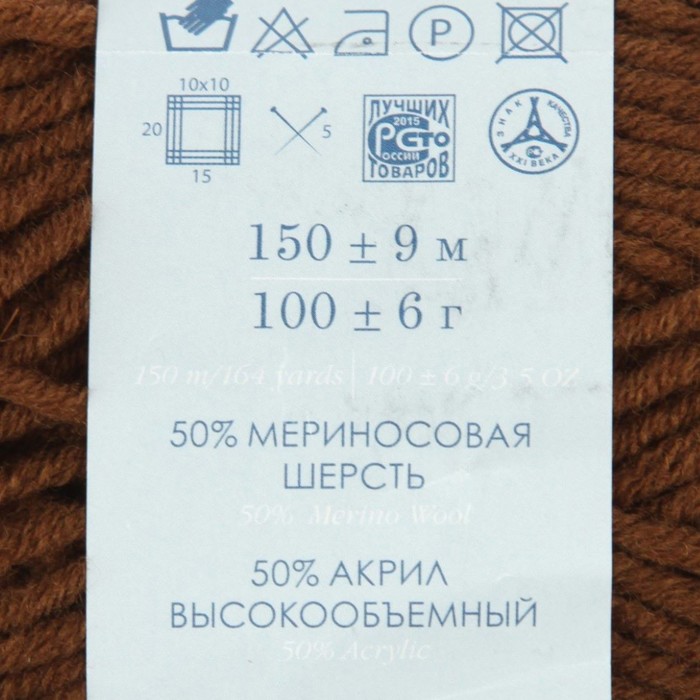 P
10x10
20
15
5
ЛУЧШИХ
2015
РСТО
РОССИИ
ТОВАРОВ
ЗНАК КАЧЕСТВА
XXI ВЕКА
150 ± 9 м
100 ± 6 г
150 m/164 yards | 100 ± 6 g/3,5 OZ
50% МЕРИНОСОВАЯ
ШЕРСТЬ
50% Merino Wool
50% АКРИЛ
ВЫСОКООБЪЕМНЫЙ
50% Acrylic